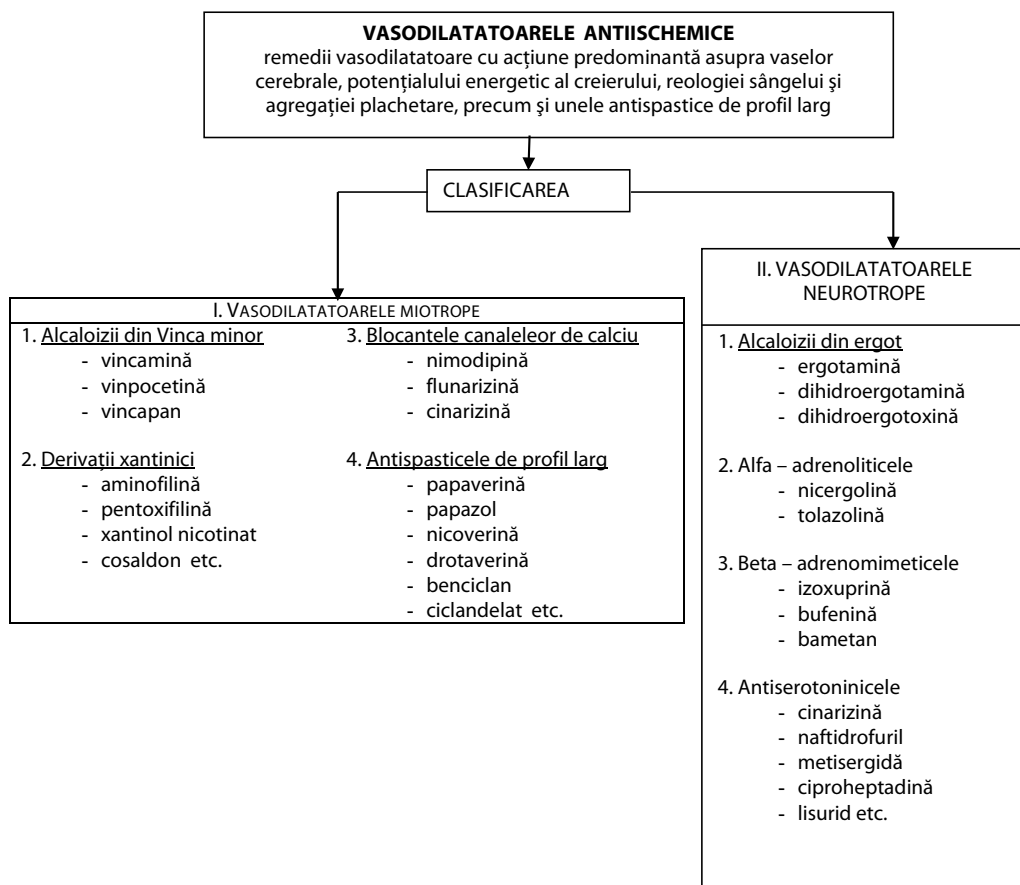 VASODILATATOARELE ANTIISCHEMICE
remedii vasodilatatoare cu acțiune predominantă asupra vaselor
cerebrale, potențialului energetic al creierului, reologiei sângelui şi
agregației plachetare, precum şi unele antispastice de profil larg
CLASIFICAREA
I. VASODILATATOARELE MIOTROPE
1. Alcaloizii din Vinca minor
- vincamină
- vinpocetină
- vincapan
2. Derivații xantinici
- aminofilină
- pentoxifilină
- xantinol nicotinat
- cosaldon etc.
3. Blocantele canaleleor de calciu
- nimodipină
- flunarizină
- cinarizină
4. Antispasticele de profil larg
- papaverină
- papazol
- nicoverină
- drotaverină
- benciclan
- ciclandelat etc.
II. VASODILATATOARELE
NEUROTROPE
1. Alcaloizii din ergot
- ergotamină
- dihidroergotamină
- dihidroergotoxină
2. Alfa – adrenoliticele
- nicergolină
- tolazolină
3. Beta – adrenomimeticele
- izoxuprină
- bufenină
- bametan
4. Antiserotoninicele
- cinarizină
- naftidrofuril
- metisergidă
- ciproheptadină
- lisurid etc.